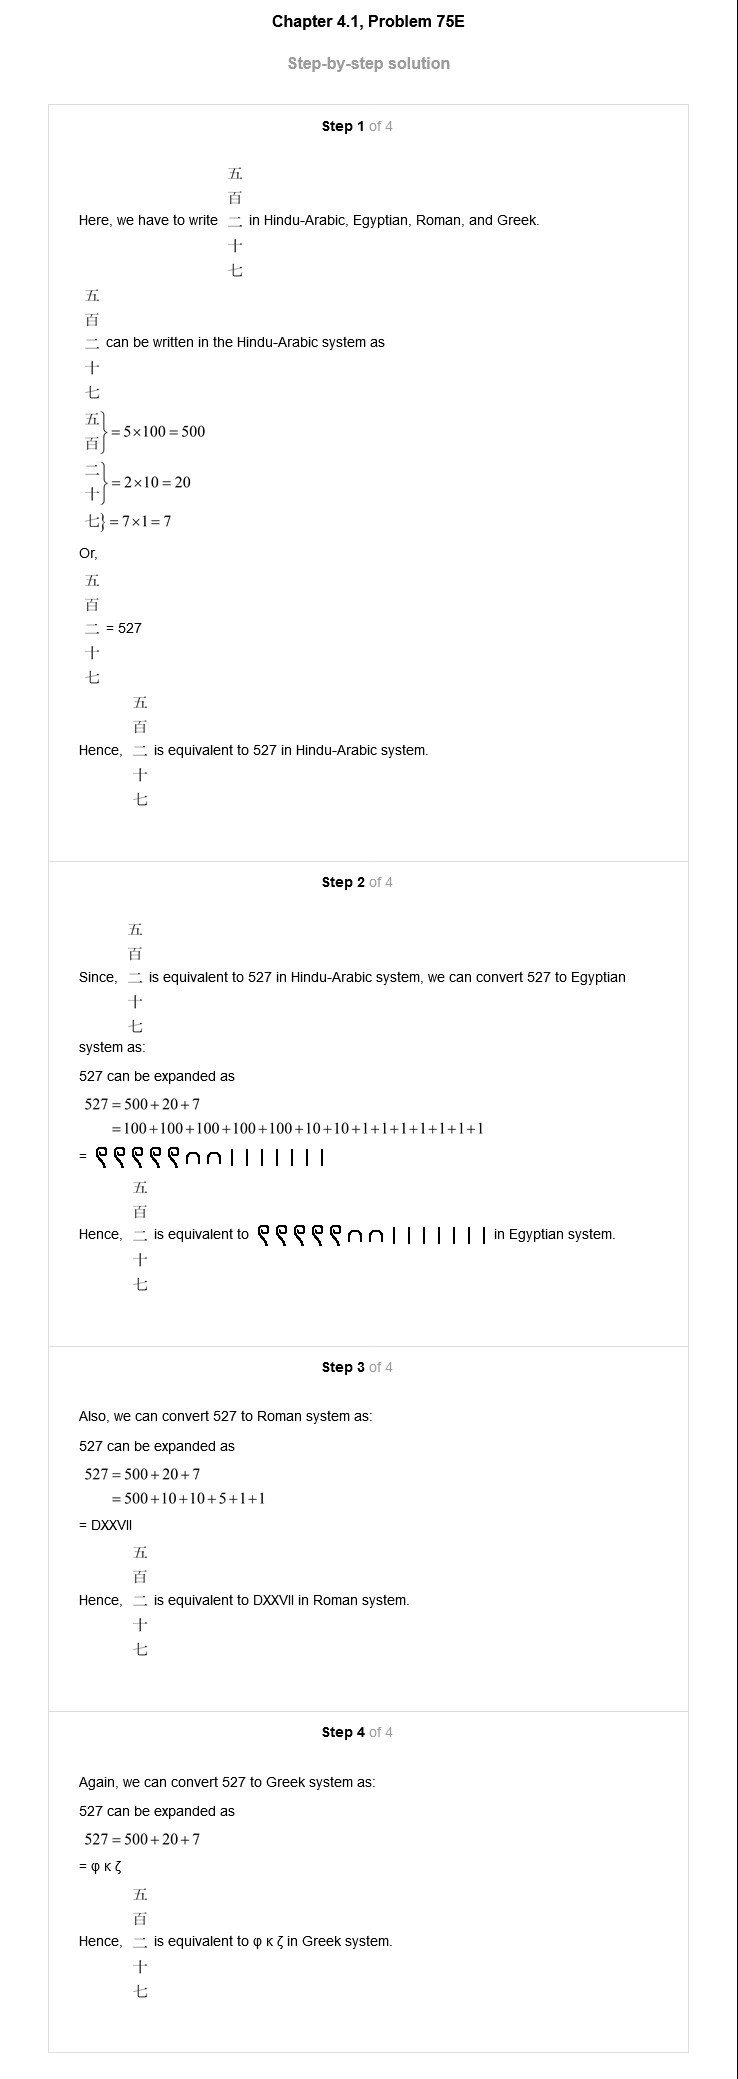 Chapter 4.1, Problem 75E
Step-by-step solution
Step 1 of 4
五
百
Here, we have to write 二 in Hindu-Arabic, Egyptian, Roman, and Greek.
十
七
五
百
二 can be written in the Hindu-Arabic system as
十
七
五
百} = 5×100 = 500
二
十} = 2×10 = 20
七} = 7×1 = 7
Or,
五
百
二 = 527
十
七
五
百
Hence, 二 is equivalent to 527 in Hindu-Arabic system.
十
七
Step 2 of 4
五
百
Since, 二 is equivalent to 527 in Hindu-Arabic system, we can convert 527 to Egyptian
十
七
system as:
527 can be expanded as
527 = 500+20+7
=100+100+100+100+100+10+10+1+1+1+1+1+1+1
= 𓍢𓍢𓍢𓍢𓍢∩∩|||||||
五
百
Hence, 二 is equivalent to 𓍢𓍢𓍢𓍢𓍢∩∩||||||| in Egyptian system.
十
七
Step 3 of 4
Also, we can convert 527 to Roman system as:
527 can be expanded as
527 = 500+20+7
= 500+10+10+5+1+1
= DXXVII
五
百
Hence, 二 is equivalent to DXXVII in Roman system.
十
七
Step 4 of 4
Again, we can convert 527 to Greek system as:
527 can be expanded as
527 = 500+20+7
= φ κ ζ
五
百
Hence, 二 is equivalent to φ κ ζ in Greek system.
十
七